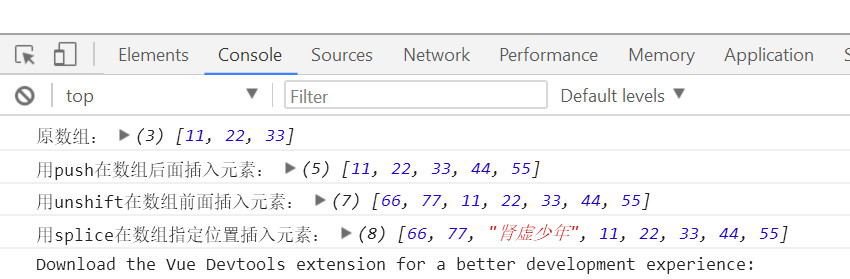 Elements Console Sources Network Performance Memory Application S
top Filter Default levels
原数组: (3) [11, 22, 33]
用push在数组后面插入元素: (5) [11, 22, 33, 44, 55]
用unshift在数组前面插入元素: (7) [66, 77, 11, 22, 33, 44, 55]
用splice在数组指定位置插入元素: (8) [66, 77, "肾虚少年", 11, 22, 33, 44, 55]
Download the Vue Devtools extension for a better development experience: